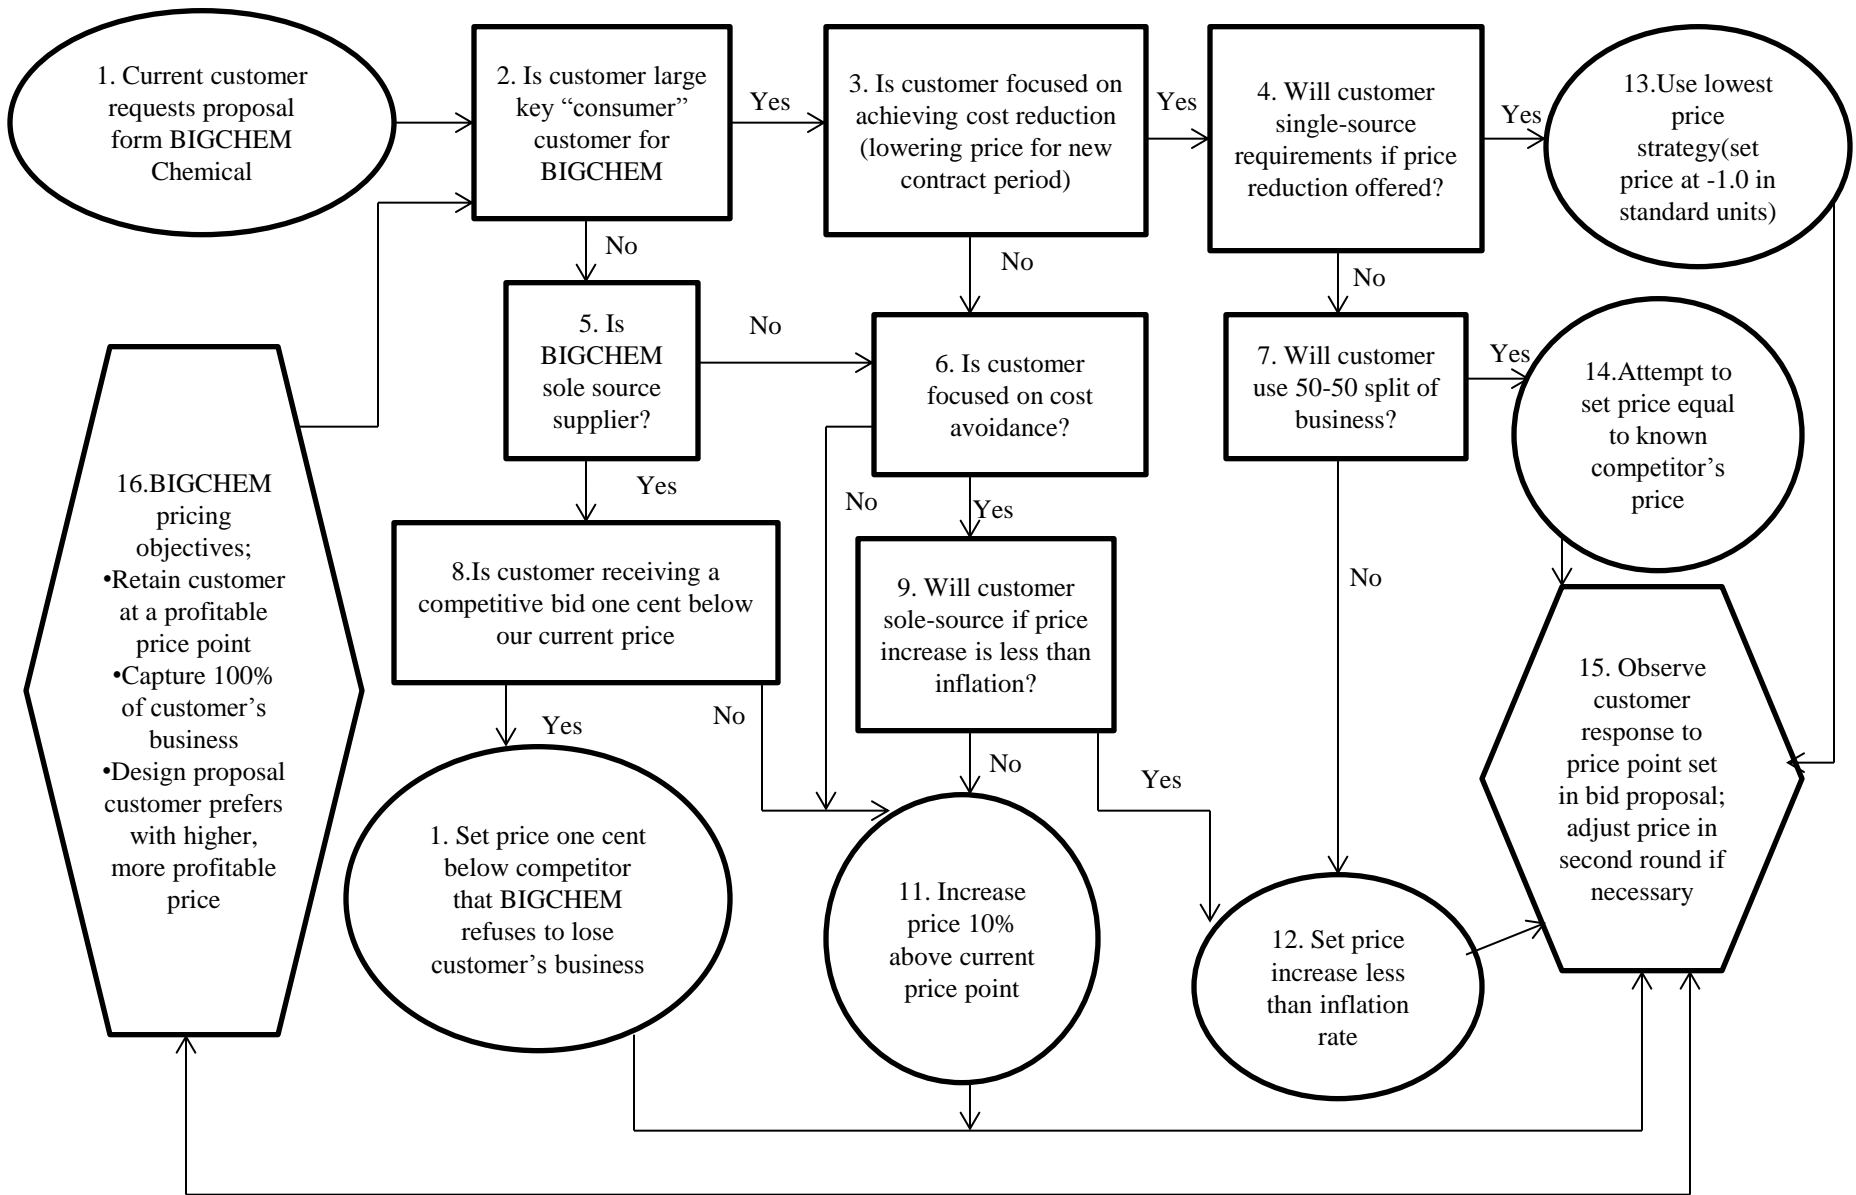 1. Current customer
requests proposal
form BIGCHEM
Chemical
2. Is customer large
key “consumer”
customer for
BIGCHEM
Yes
3. Is customer focused on
achieving cost reduction
(lowering price for new
contract period)
Yes
4. Will customer
single-source
requirements if price
reduction offered?
Yes
13.Use lowest
price
strategy(set
price at -1.0 in
standard units)
No
No
No
5. Is
BIGCHEM
sole source
supplier?
No
6. Is customer
focused on cost
avoidance?
7. Will customer
use 50-50 split of
business?
Yes
14.Attempt to
set price equal
to known
competitor’s
price
16.BIGCHEM
pricing
objectives;
•Retain customer
at a profitable
price point
•Capture 100%
of customer’s
business
•Design proposal
customer prefers
with higher,
more profitable
price
Yes
No
Yes
8.Is customer receiving a
competitive bid one cent below
our current price
9. Will customer
sole-source if price
increase is less than
inflation?
No
15. Observe
customer
response to
price point set
in bid proposal;
adjust price in
second round if
necessary
Yes
No
No
Yes
1. Set price one cent
below competitor
that BIGCHEM
refuses to lose
customer’s business
11. Increase
price 10%
above current
price point
12. Set price
increase less
than inflation
rate